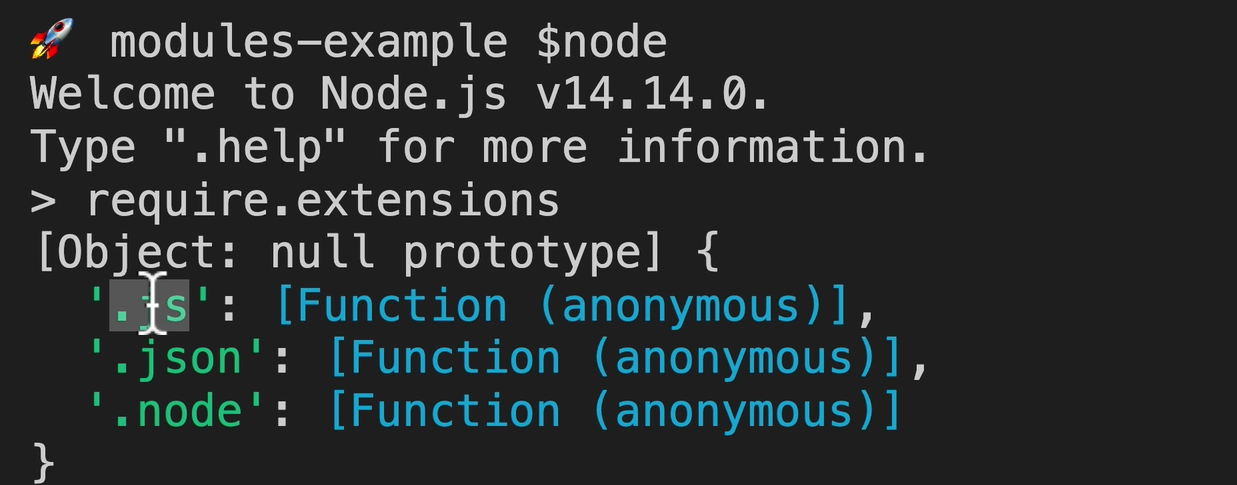 🚀 modules-example $node
Welcome to Node.js v14.14.0.
Type ".help" for more information.
> require.extensions
[Object: null prototype] {
  '.js': [Function (anonymous)],
  '.json': [Function (anonymous)],
  '.node': [Function (anonymous)]
}